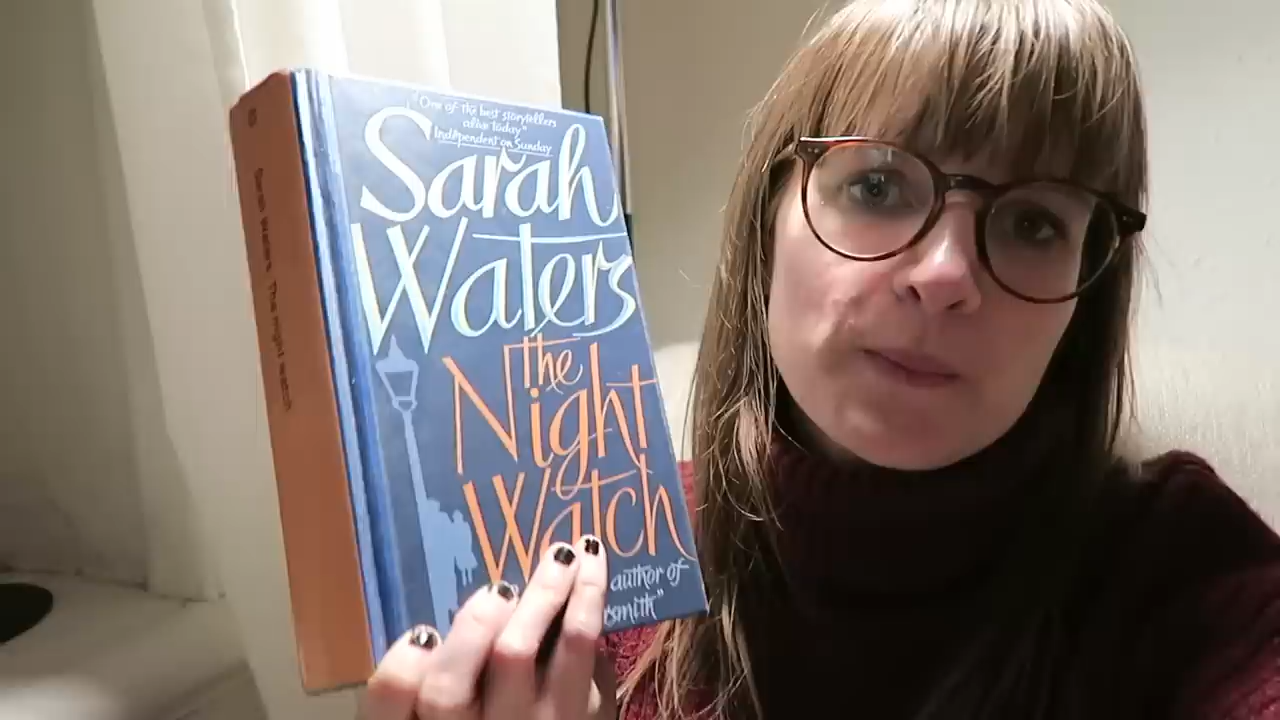 "One of the best storytellers
alive today"
Independent on Sunday
Sarah
Waters
The
Night
Watch
author of
rsmith"
Sarah Waters The night watch